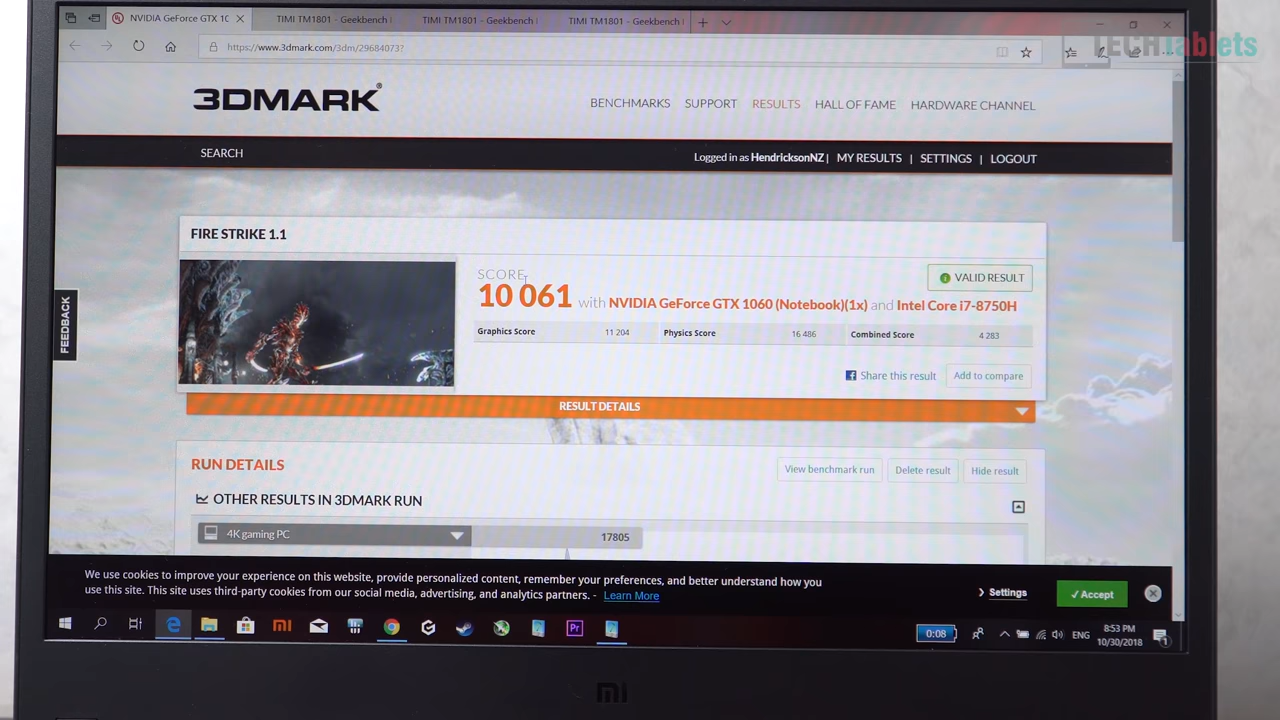 NVIDIA GeForce GTX 10
TIMI TM1801 - Geekbench
TIMI TM1801 - Geekbench
TIMI TM1801 - Geekbench
https://www.3dmark.com/3dm/29684073?
TECHTablets
3DMARK®
BENCHMARKS SUPPORT RESULTS HALL OF FAME HARDWARE CHANNEL
SEARCH
Logged in as HendricksonNZ | MY RESULTS | SETTINGS | LOGOUT
FIRE STRIKE 1.1
SCORE
VALID RESULT
10 061 with NVIDIA GeForce GTX 1060 (Notebook)(1x) and Intel Core i7-8750H
Graphics Score 11 204 Physics Score 16 486 Combined Score 4 283
FEEDBACK
Share this result Add to compare
RESULT DETAILS
RUN DETAILS
View benchmark run Delete result Hide result
OTHER RESULTS IN 3DMARK RUN
4K gaming PC 17805
We use cookies to improve your experience on this website, provide personalized content, remember your preferences, and better understand how you
use this site. This site uses third-party cookies from our social media, advertising, and analytics partners. - Learn More
Settings
✓ Accept
mi
Pr
0:08
ENG
8:53 PM
10/30/2018
1
mi